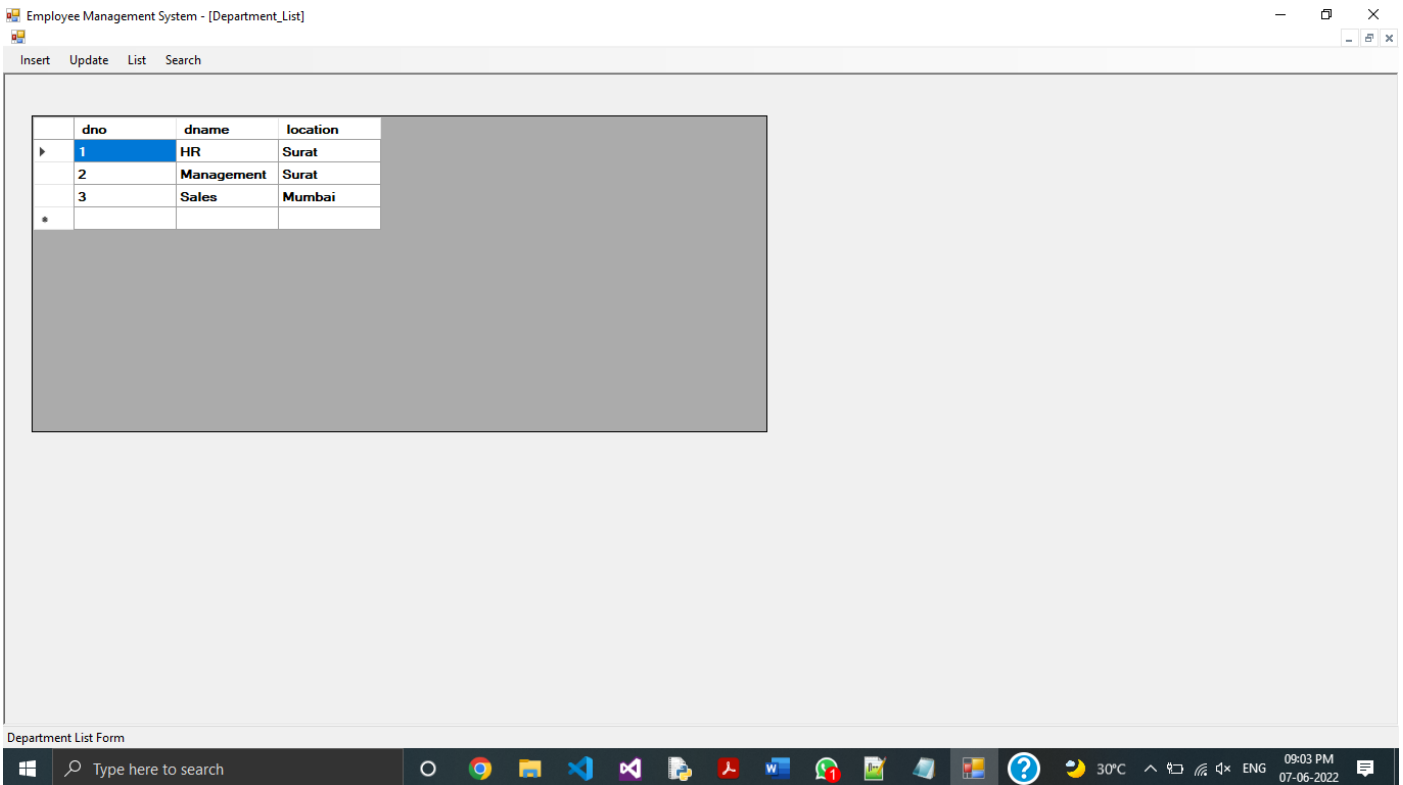 Employee Management System - [Department_List]
Insert Update List Search
dno dname location
1 HR Surat
2 Management Surat
3 Sales Mumbai
*
Department List Form
Type here to search
1
30°C ENG 09:03 PM
07-06-2022